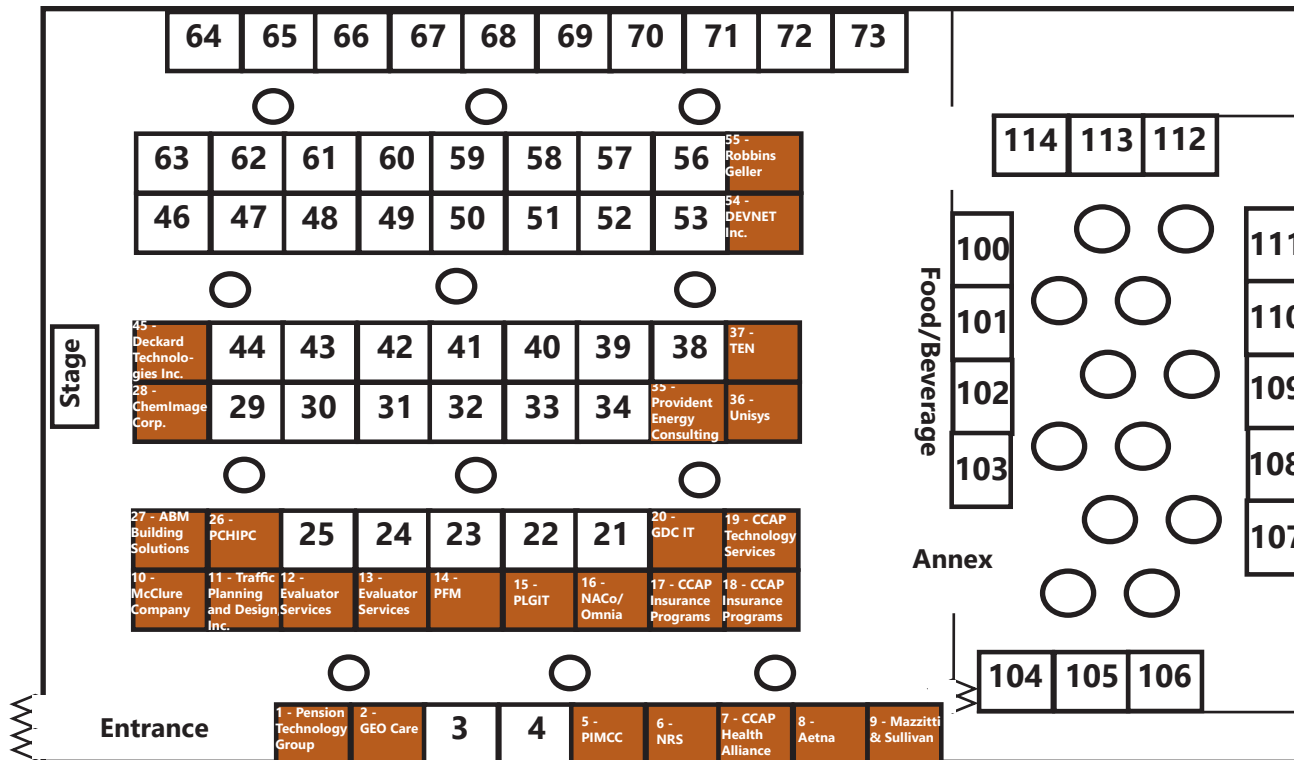 64 65 66 67 68 69 70 71 72 73
63 62 61 60 59 58 57 56
55 -
Robbins
Geller
46 47 48 49 50 51 52 53
54 -
DEVNET
Inc.
Stage
45 -
Deckard
Technolo-
gies Inc.
44 43 42 41 40 39 38
37 -
TEN
28 -
ChemImage
Corp.
29 30 31 32 33 34
35 -
Provident
Energy
Consulting
36 -
Unisys
27 - ABM
Building
Solutions
26 -
PCHIPC
25 24 23 22 21
20 -
GDC IT
19 - CCAP
Technology
Services
10 -
McClure
Company
11 - Traffic
Planning
and Design,
Inc.
12 -
Evaluator
Services
13 -
Evaluator
Services
14 -
PFM
15 -
PLGIT
16 -
NACo/
Omnia
17 - CCAP
Insurance
Programs
18 - CCAP
Insurance
Programs
Entrance
1 - Pension
Technology
Group
2 -
GEO Care
3 4
5 -
PIMCC
6 -
NRS
7 - CCAP
Health
Alliance
8 -
Aetna
9 - Mazzitti
& Sullivan
Food/Beverage
Annex
114 113 112
100
101
102
103
111
110
109
108
107
104 105 106